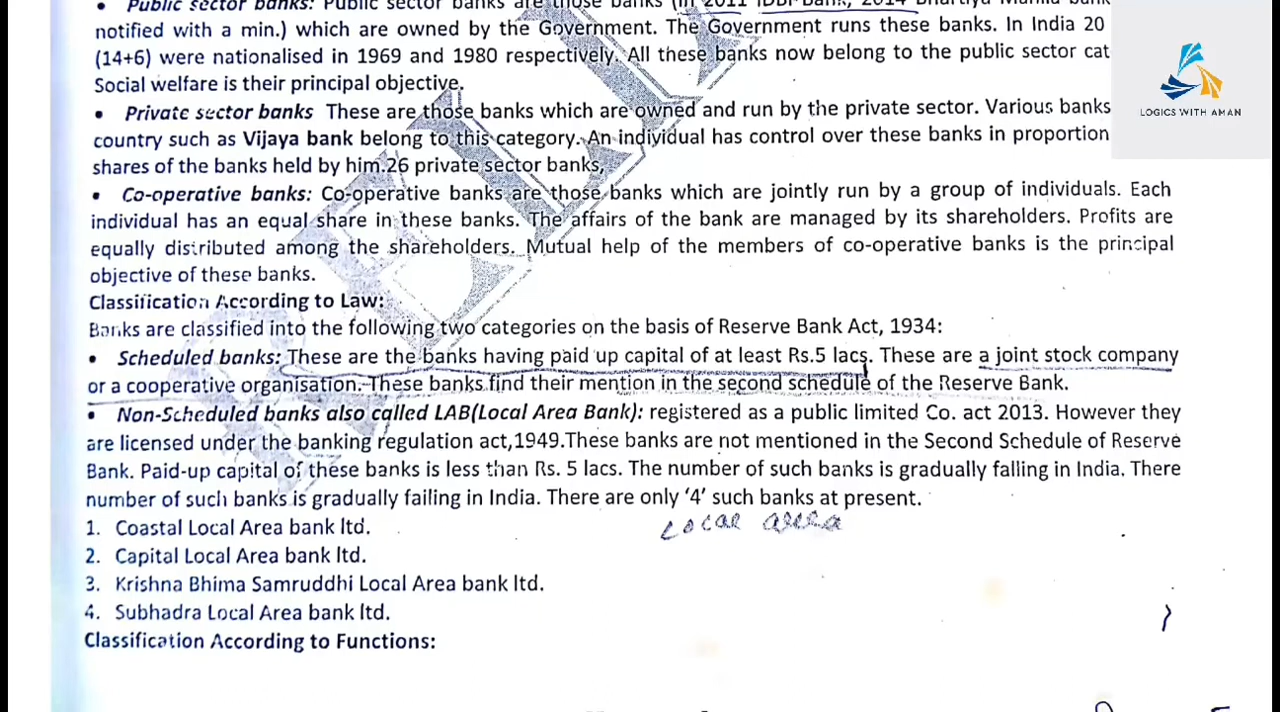 • Public sector banks: Public sector banks are those banks (in 2011 IDBI Bank, 2014 Bhartiya Mahila bank
notified with a min.) which are owned by the Government. The Government runs these banks. In India 20
(14+6) were nationalised in 1969 and 1980 respectively. All these banks now belong to the public sector cat
Social welfare is their principal objective.
• Private sector banks These are those banks which are owned and run by the private sector. Various banks
country such as Vijaya bank belong to this category. An individual has control over these banks in proportion
shares of the banks held by him.26 private sector banks,
• Co-operative banks: Co-operative banks are those banks which are jointly run by a group of individuals. Each
individual has an equal share in these banks. The affairs of the bank are managed by its shareholders. Profits are
equally distributed among the shareholders. Mutual help of the members of co-operative banks is the principal
objective of these banks.
Classification According to Law:
Banks are classified into the following two categories on the basis of Reserve Bank Act, 1934:
• Scheduled banks: These are the banks having paid up capital of at least Rs.5 lacs. These are a joint stock company
or a cooperative organisation. These banks find their mention in the second schedule of the Reserve Bank.
• Non-Scheduled banks also called LAB(Local Area Bank): registered as a public limited Co. act 2013. However they
are licensed under the banking regulation act,1949.These banks are not mentioned in the Second Schedule of Reserve
Bank. Paid-up capital of these banks is less than Rs. 5 lacs. The number of such banks is gradually falling in India. There
number of such banks is gradually failing in India. There are only '4' such banks at present.
1. Coastal Local Area bank ltd.
Local area
2. Capital Local Area bank ltd.
3. Krishna Bhima Samruddhi Local Area bank ltd.
4. Subhadra Local Area bank ltd.
Classification According to Functions:
LOGICS WITH AMAN